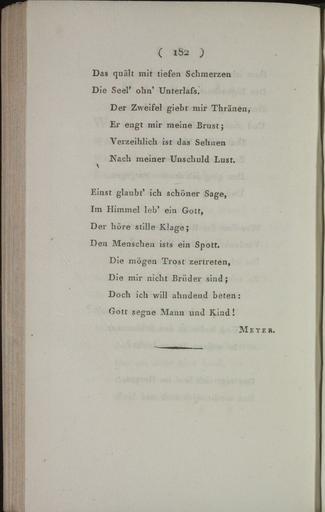 ( 182 )
Das quält mit tiefen Schmerzen
Die Seel' ohn' Unterlaſs.
Der Zweifel giebt mir Thränen,
Er engt mir meine Brust;
Verzeihlich ist das Sehnen
Nach meiner Unschuld Lust.
Einst glaubt' ich schöner Sage,
Im Himmel leb' ein Gott,
Der höre stille Klage;
Den Menschen ists ein Spott.
Die mögen Trost zertreten,
Die mir nicht Brüder sind;
Doch ich will ahndend beten:
Gott segne Mann und Kind!
MEYER.